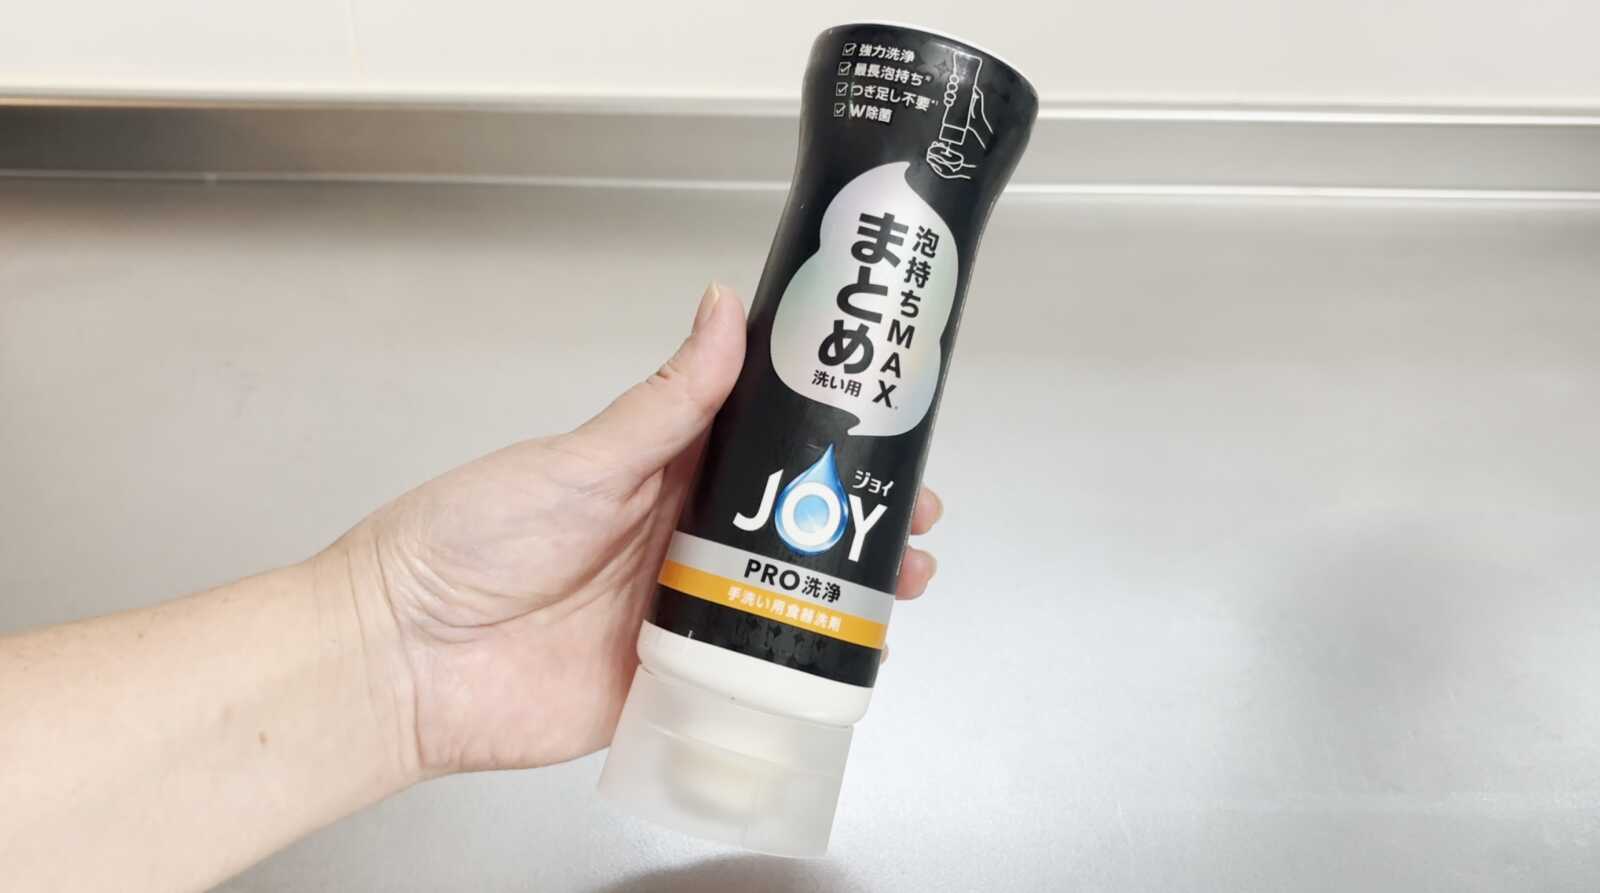 強力洗浄
最長泡持ち*
つぎ足し不要*¹
W除菌
泡持ちMAX
まとめ
洗い用
ジョイ
JOY
PRO洗浄
手洗い用食器洗剤